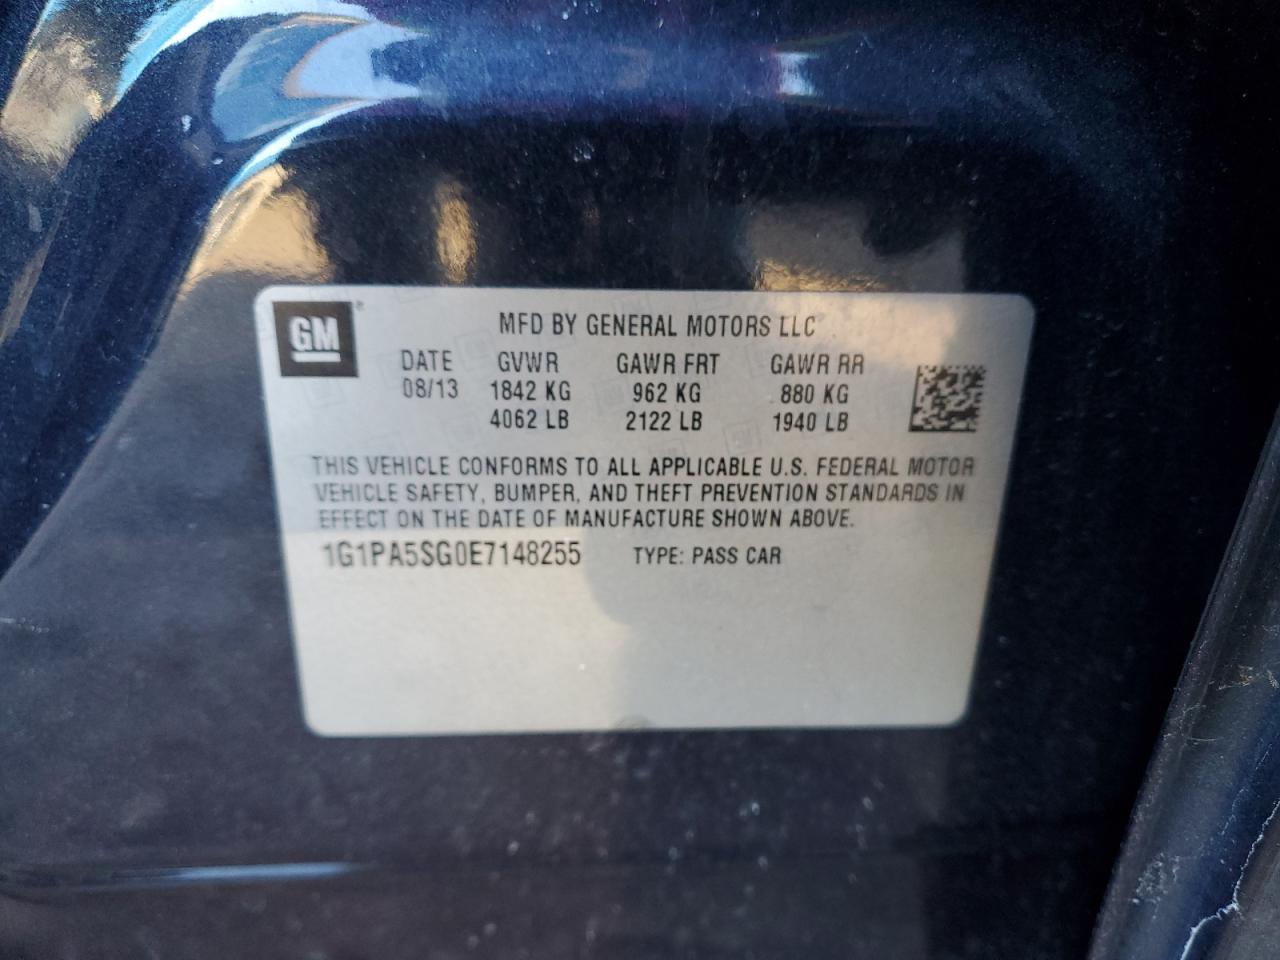 GM ®
MFD BY GENERAL MOTORS LLC
DATE GVWR GAWR FRT GAWR RR
08/13 1842 KG 962 KG 880 KG
4062 LB 2122 LB 1940 LB
THIS VEHICLE CONFORMS TO ALL APPLICABLE U.S. FEDERAL MOTOR
VEHICLE SAFETY, BUMPER, AND THEFT PREVENTION STANDARDS IN
EFFECT ON THE DATE OF MANUFACTURE SHOWN ABOVE.
1G1PA5SG0E7148255 TYPE: PASS CAR